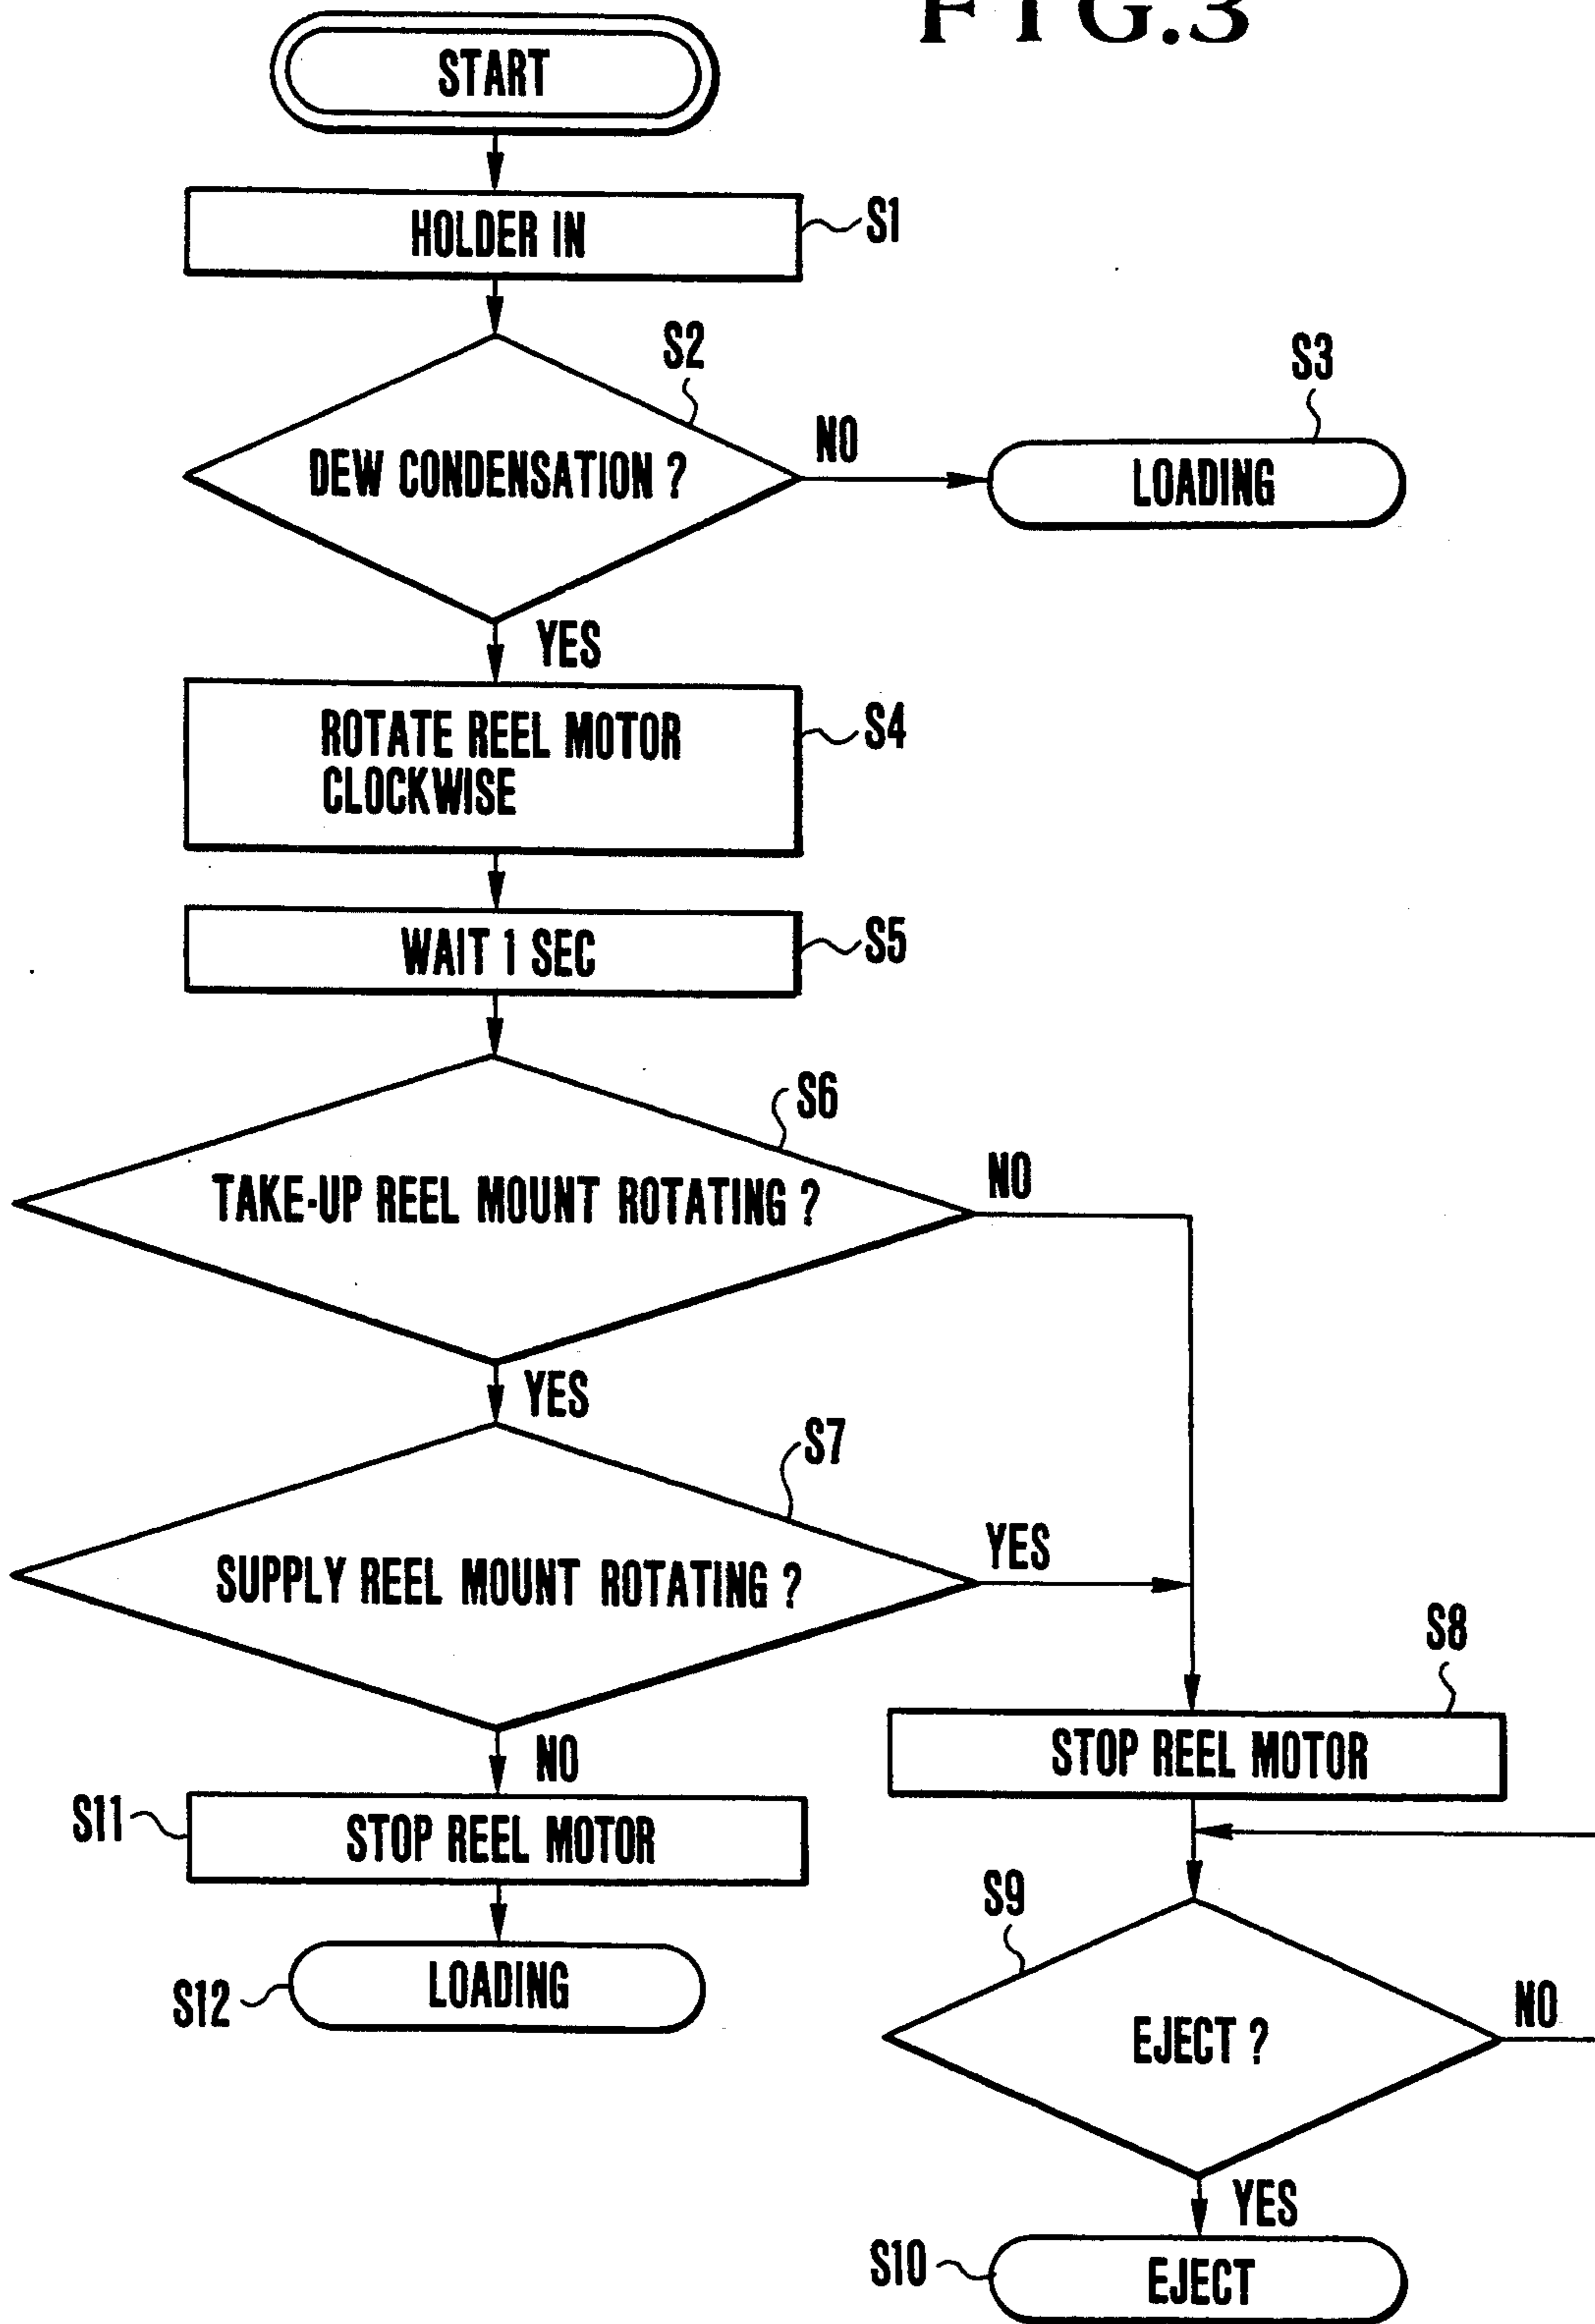 FIG.3
START
HOLDER IN
S1
S2
DEW CONDENSATION ?
NO
S3
LOADING
YES
ROTATE REEL MOTOR
CLOCKWISE
S4
WAIT 1 SEC
S5
S6
TAKE-UP REEL MOUNT ROTATING ?
NO
YES
S7
SUPPLY REEL MOUNT ROTATING ?
YES
S8
STOP REEL MOTOR
NO
S11
STOP REEL MOTOR
S9
S12
LOADING
EJECT ?
NO
YES
S10
EJECT